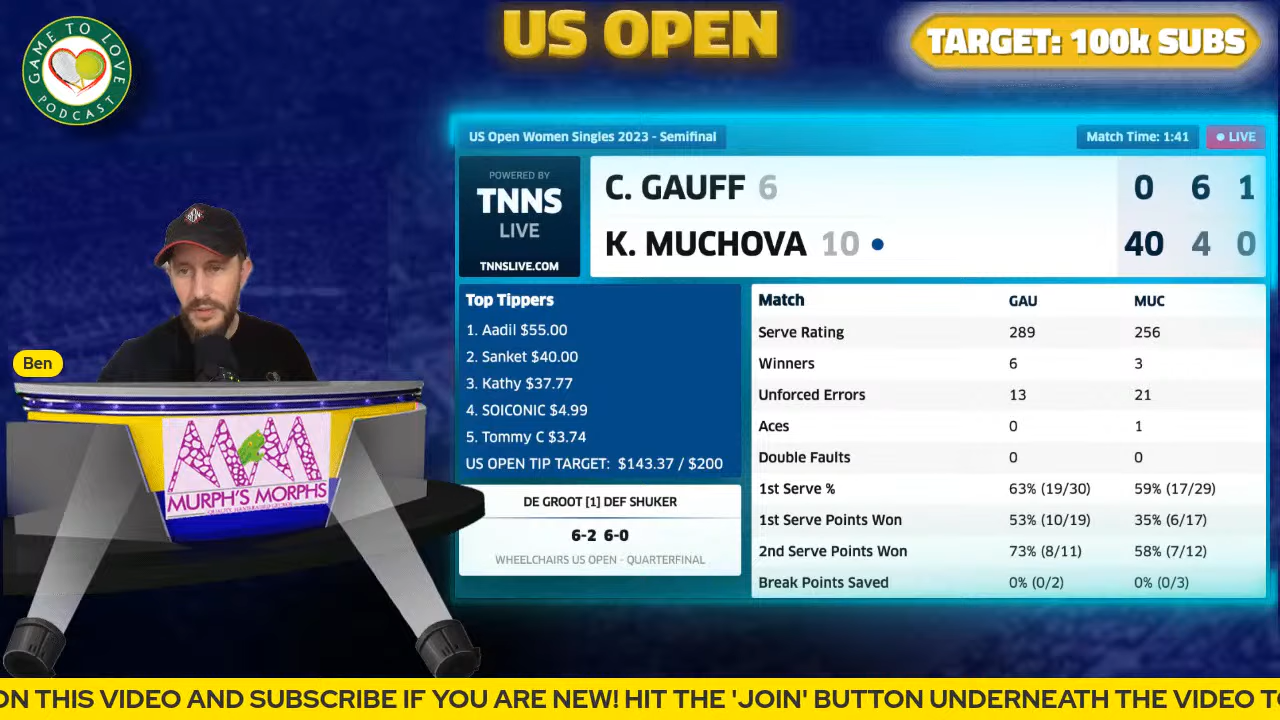 GAME TO LOVE
PODCAST
US OPEN
TARGET: 100k SUBS
US Open Women Singles 2023 - Semifinal
Match Time: 1:41
LIVE
POWERED BY
TNNS
LIVE
TNNSLIVE.COM
C. GAUFF 6 0 6 1
K. MUCHOVA 10 40 4 0
Top Tippers
1. Aadil $55.00
2. Sanket $40.00
3. Kathy $37.77
4. SOICONIC $4.99
5. Tommy C $3.74
US OPEN TIP TARGET: $143.37 / $200
DE GROOT [1] DEF SHUKER
6-2 6-0
WHEELCHAIRS US OPEN - QUARTERFINAL
Match GAU MUC
Serve Rating 289 256
Winners 6 3
Unforced Errors 13 21
Aces 0 1
Double Faults 0 0
1st Serve % 63% (19/30) 59% (17/29)
1st Serve Points Won 53% (10/19) 35% (6/17)
2nd Serve Points Won 73% (8/11) 58% (7/12)
Break Points Saved 0% (0/2) 0% (0/3)
Ben
MM
MURPH'S MORPHS
ON THIS VIDEO AND SUBSCRIBE IF YOU ARE NEW! HIT THE 'JOIN' BUTTON UNDERNEATH THE VIDEO TO